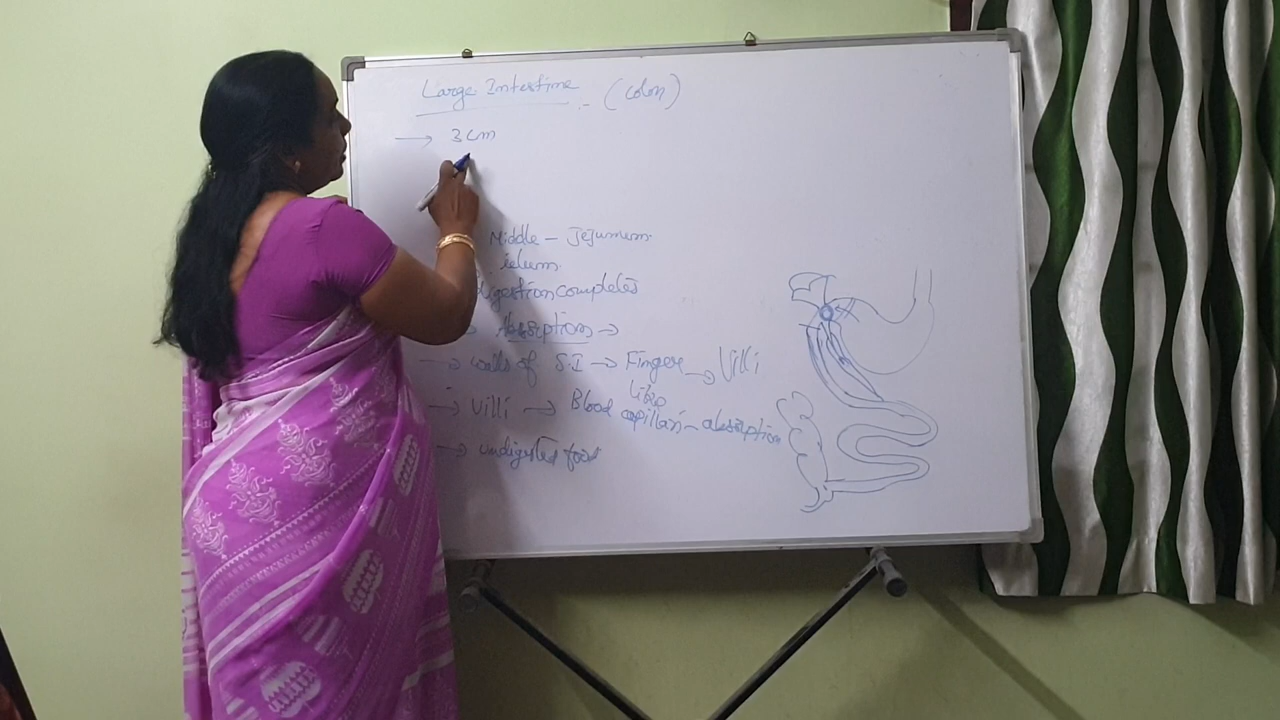 Large Intestine :- (Colon)
→ 3 cm
Middle - Jejunum
ileum
digestion completed
→ Absorption →
→ walls of S.I → Finger → Villi
like
→ Villi → Blood capillari - absorption
→ undigested food